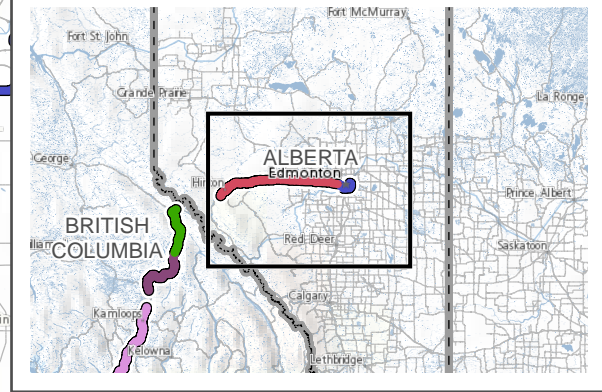 Fort McMurray
Fort St. John
Grande Prairie
La Ronge
George
ALBERTA
Edmonton
Hinton
Prince Albert
BRITISH
COLUMBIA
Red Deer
Saskatoon
Calgary
Kamloops
Kelowna
Lethbridge